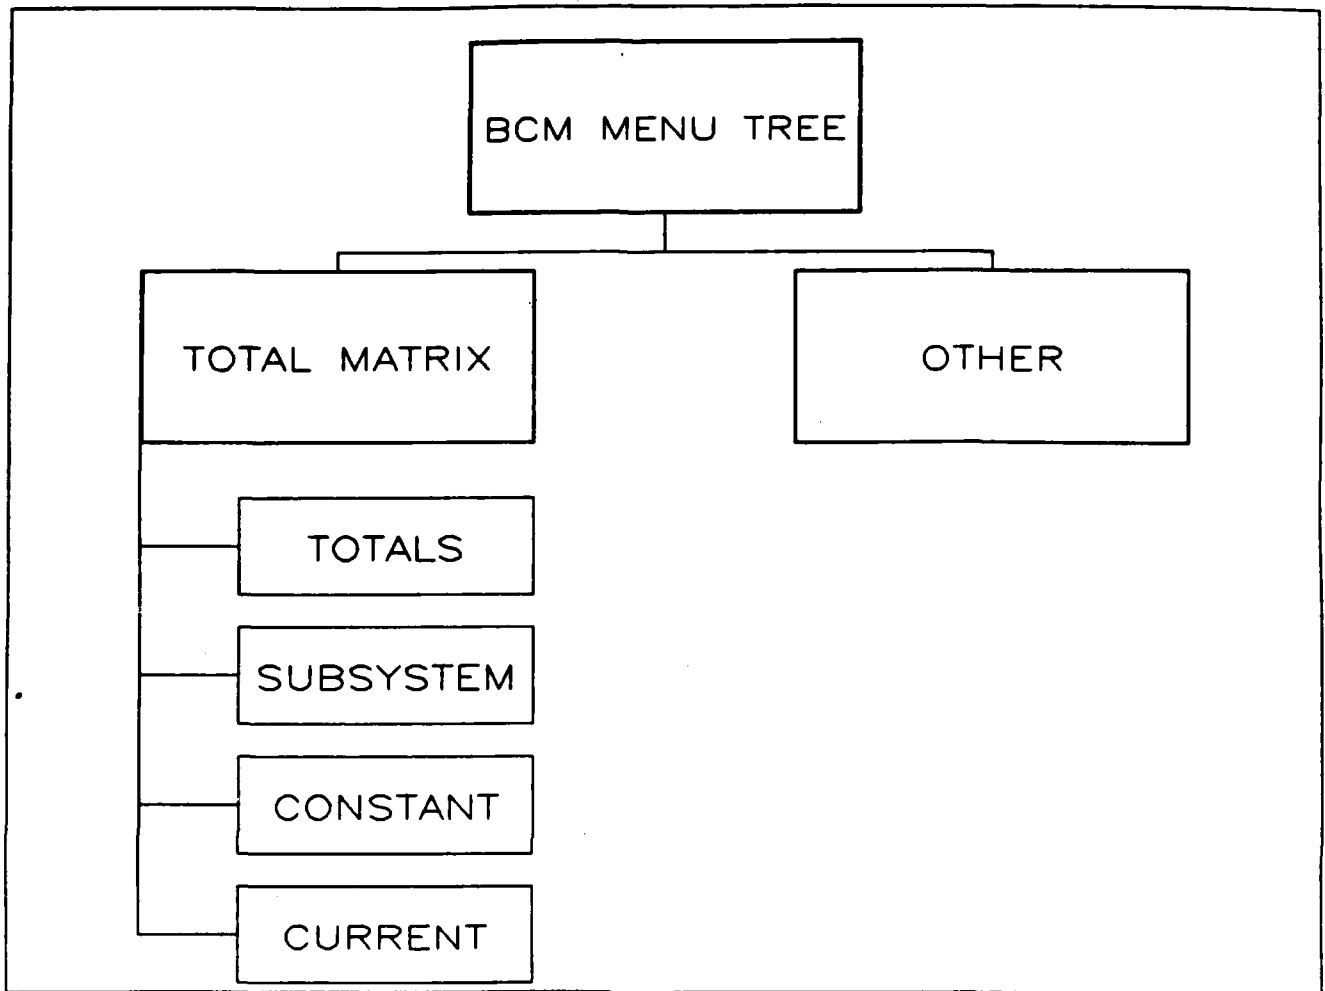 BCM MENU TREE
TOTAL MATRIX
OTHER
TOTALS
SUBSYSTEM
CONSTANT
CURRENT